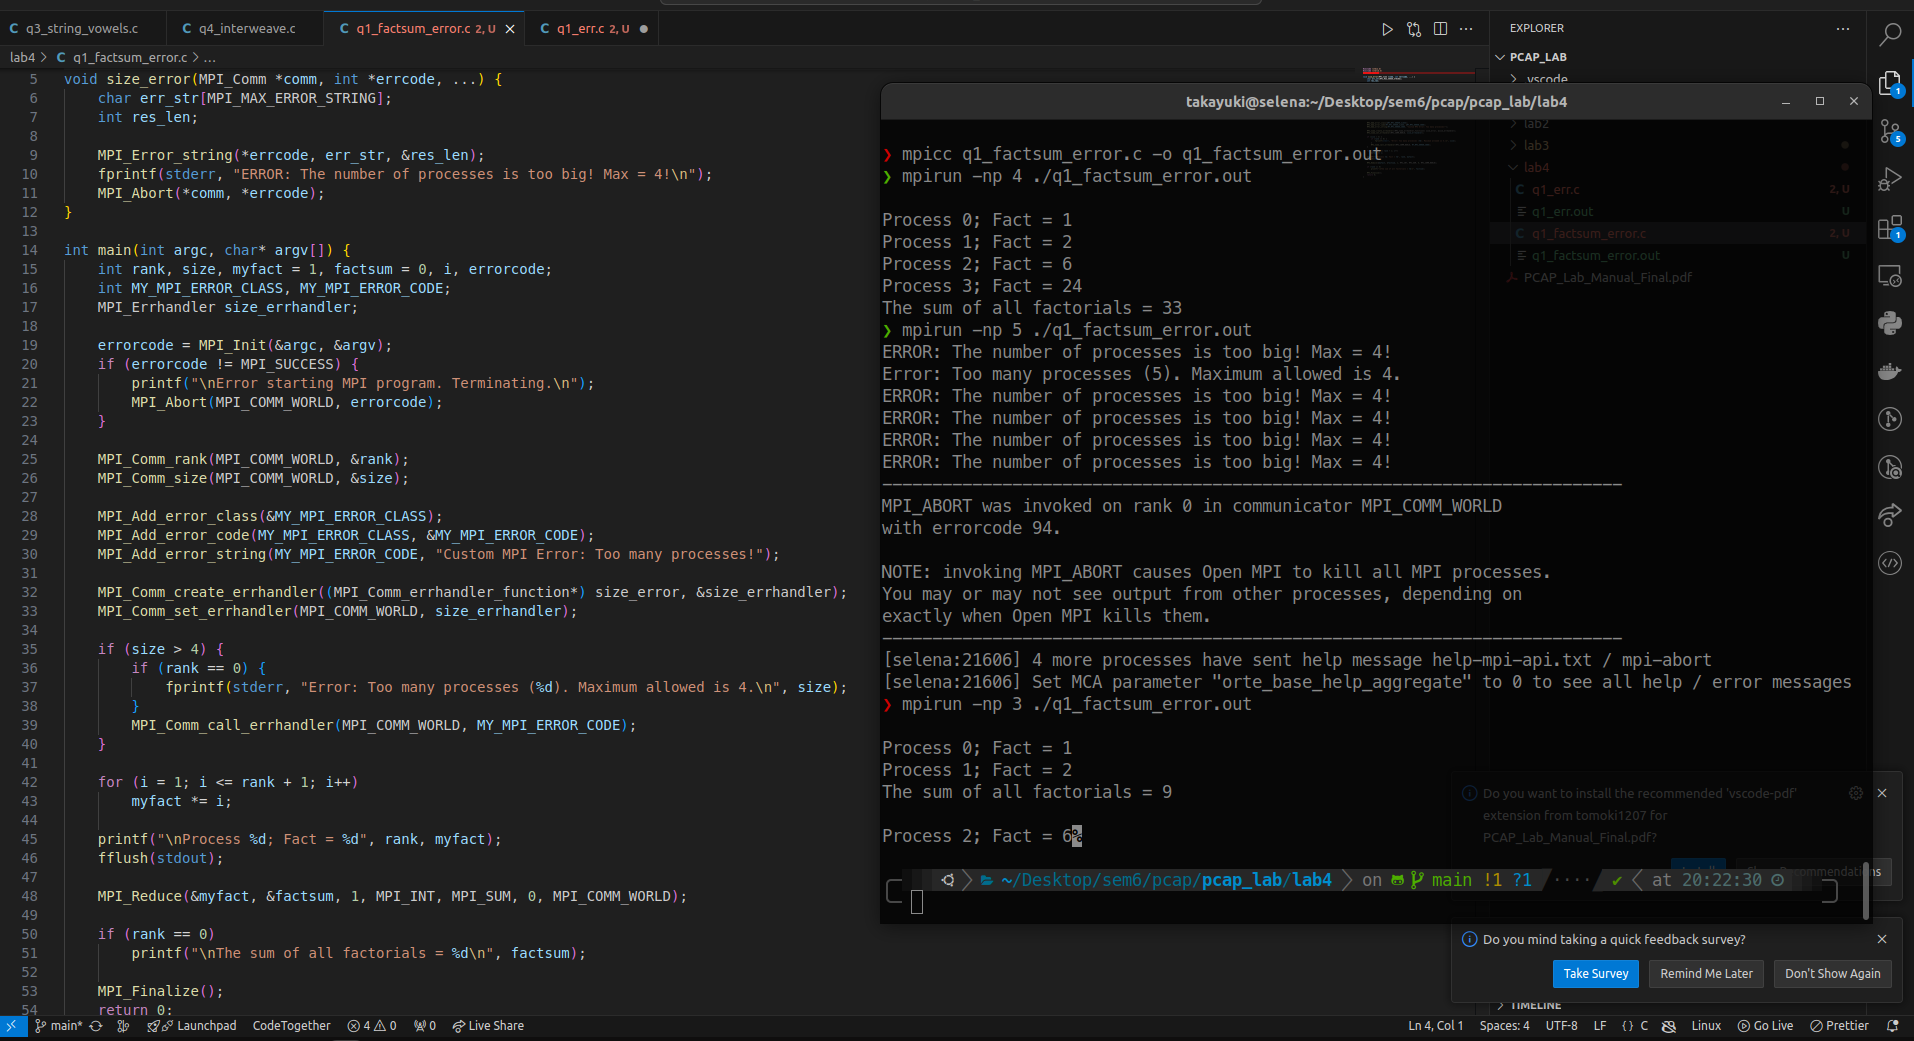 q3_string_vowels.c
q4_interweave.c
q1_factsum_error.c 2, U
q1_err.c 2, U
lab4 > C q1_factsum_error.c > ...
5 void size_error(MPI_Comm *comm, int *errcode, ...) {
6 char err_str[MPI_MAX_ERROR_STRING];
7 int res_len;
8
9 MPI_Error_string(*errcode, err_str, &res_len);
10 fprintf(stderr, "ERROR: The number of processes is too big! Max = 4!\n");
11 MPI_Abort(*comm, *errcode);
12 }
13
14 int main(int argc, char* argv[]) {
15 int rank, size, myfact = 1, factsum = 0, i, errorcode;
16 int MY_MPI_ERROR_CLASS, MY_MPI_ERROR_CODE;
17 MPI_Errhandler size_errhandler;
18
19 errorcode = MPI_Init(&argc, &argv);
20 if (errorcode != MPI_SUCCESS) {
21 printf("\nError starting MPI program. Terminating.\n");
22 MPI_Abort(MPI_COMM_WORLD, errorcode);
23 }
24
25 MPI_Comm_rank(MPI_COMM_WORLD, &rank);
26 MPI_Comm_size(MPI_COMM_WORLD, &size);
27
28 MPI_Add_error_class(&MY_MPI_ERROR_CLASS);
29 MPI_Add_error_code(MY_MPI_ERROR_CLASS, &MY_MPI_ERROR_CODE);
30 MPI_Add_error_string(MY_MPI_ERROR_CODE, "Custom MPI Error: Too many processes!");
31
32 MPI_Comm_create_errhandler((MPI_Comm_errhandler_function*) size_error, &size_errhandler);
33 MPI_Comm_set_errhandler(MPI_COMM_WORLD, size_errhandler);
34
35 if (size > 4) {
36 if (rank == 0) {
37 fprintf(stderr, "Error: Too many processes (%d). Maximum allowed is 4.\n", size);
38 }
39 MPI_Comm_call_errhandler(MPI_COMM_WORLD, MY_MPI_ERROR_CODE);
40 }
41
42 for (i = 1; i <= rank + 1; i++)
43 myfact *= i;
44
45 printf("\nProcess %d; Fact = %d", rank, myfact);
46 fflush(stdout);
47
48 MPI_Reduce(&myfact, &factsum, 1, MPI_INT, MPI_SUM, 0, MPI_COMM_WORLD);
49
50 if (rank == 0)
51 printf("\nThe sum of all factorials = %d\n", factsum);
52
53 MPI_Finalize();
54 return 0;
takayuki@selena:~/Desktop/sem6/pcap/pcap_lab/lab4
❯ mpicc q1_factsum_error.c -o q1_factsum_error.out
❯ mpirun -np 4 ./q1_factsum_error.out
Process 0; Fact = 1
Process 1; Fact = 2
Process 2; Fact = 6
Process 3; Fact = 24
The sum of all factorials = 33
❯ mpirun -np 5 ./q1_factsum_error.out
ERROR: The number of processes is too big! Max = 4!
Error: Too many processes (5). Maximum allowed is 4.
ERROR: The number of processes is too big! Max = 4!
ERROR: The number of processes is too big! Max = 4!
ERROR: The number of processes is too big! Max = 4!
ERROR: The number of processes is too big! Max = 4!
--------------------------------------------------------------------------
MPI_ABORT was invoked on rank 0 in communicator MPI_COMM_WORLD
with errorcode 94.
NOTE: invoking MPI_ABORT causes Open MPI to kill all MPI processes.
You may or may not see output from other processes, depending on
exactly when Open MPI kills them.
--------------------------------------------------------------------------
[selena:21606] 4 more processes have sent help message help-mpi-api.txt / mpi-abort
[selena:21606] Set MCA parameter "orte_base_help_aggregate" to 0 to see all help / error messages
❯ mpirun -np 3 ./q1_factsum_error.out
Process 0; Fact = 1
Process 1; Fact = 2
The sum of all factorials = 9
Process 2; Fact = 6%
~/Desktop/sem6/pcap/pcap_lab/lab4 on main !1 ?1 ···· ✔ at 20:22:30
EXPLORER
PCAP_LAB
.vscode
lab2
lab3
lab4
q1_err.c 2, U
q1_err.out U
q1_factsum_error.c 2, U
q1_factsum_error.out U
PCAP_Lab_Manual_Final.pdf
1
5
1
Do you want to install the recommended 'vscode-pdf'
extension from tomoki1207 for
PCAP_Lab_Manual_Final.pdf?
Do you mind taking a quick feedback survey?
Take Survey
Remind Me Later
Don't Show Again
TIMELINE
main*
Launchpad
CodeTogether
4
0
0
Live Share
Ln 4, Col 1
Spaces: 4
UTF-8
LF
{ } C
Linux
Go Live
Prettier